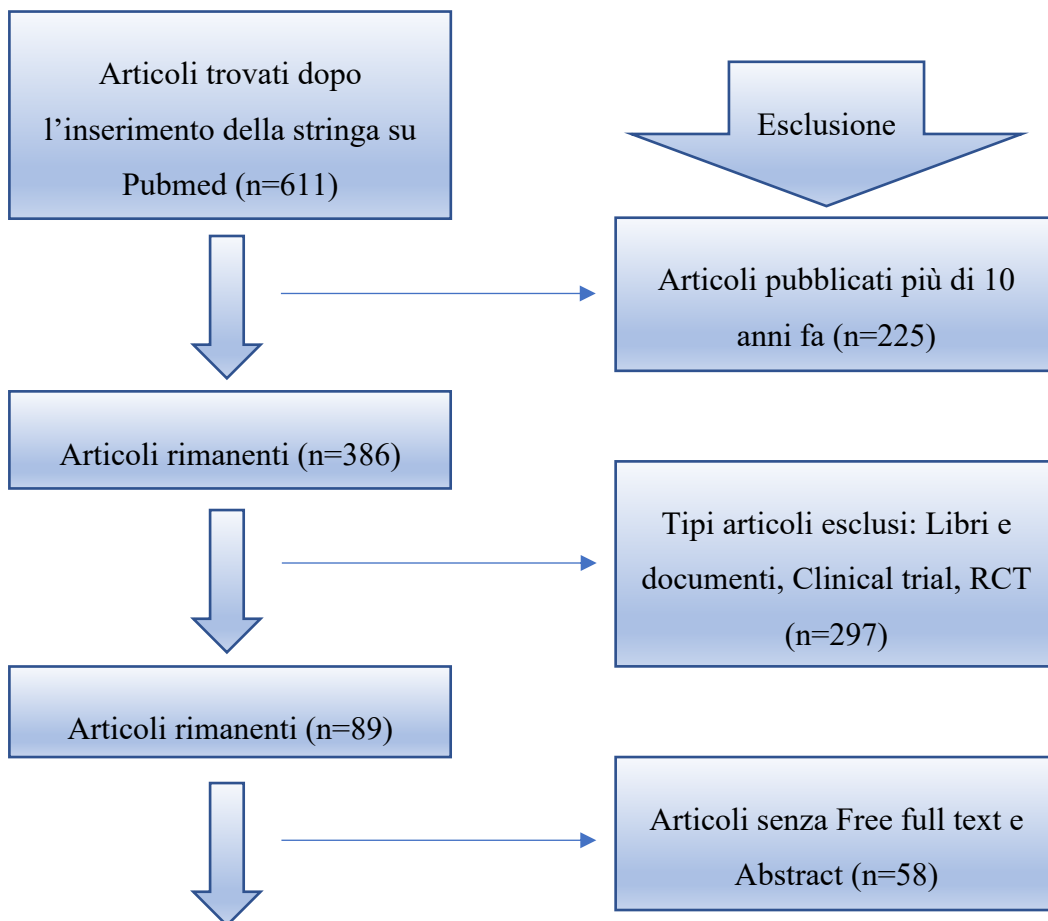 Articoli trovati dopo
l’inserimento della stringa su
Pubmed (n=611)
Esclusione
Articoli pubblicati più di 10
anni fa (n=225)
Articoli rimanenti (n=386)
Tipi articoli esclusi: Libri e
documenti, Clinical trial, RCT
(n=297)
Articoli rimanenti (n=89)
Articoli senza Free full text e
Abstract (n=58)